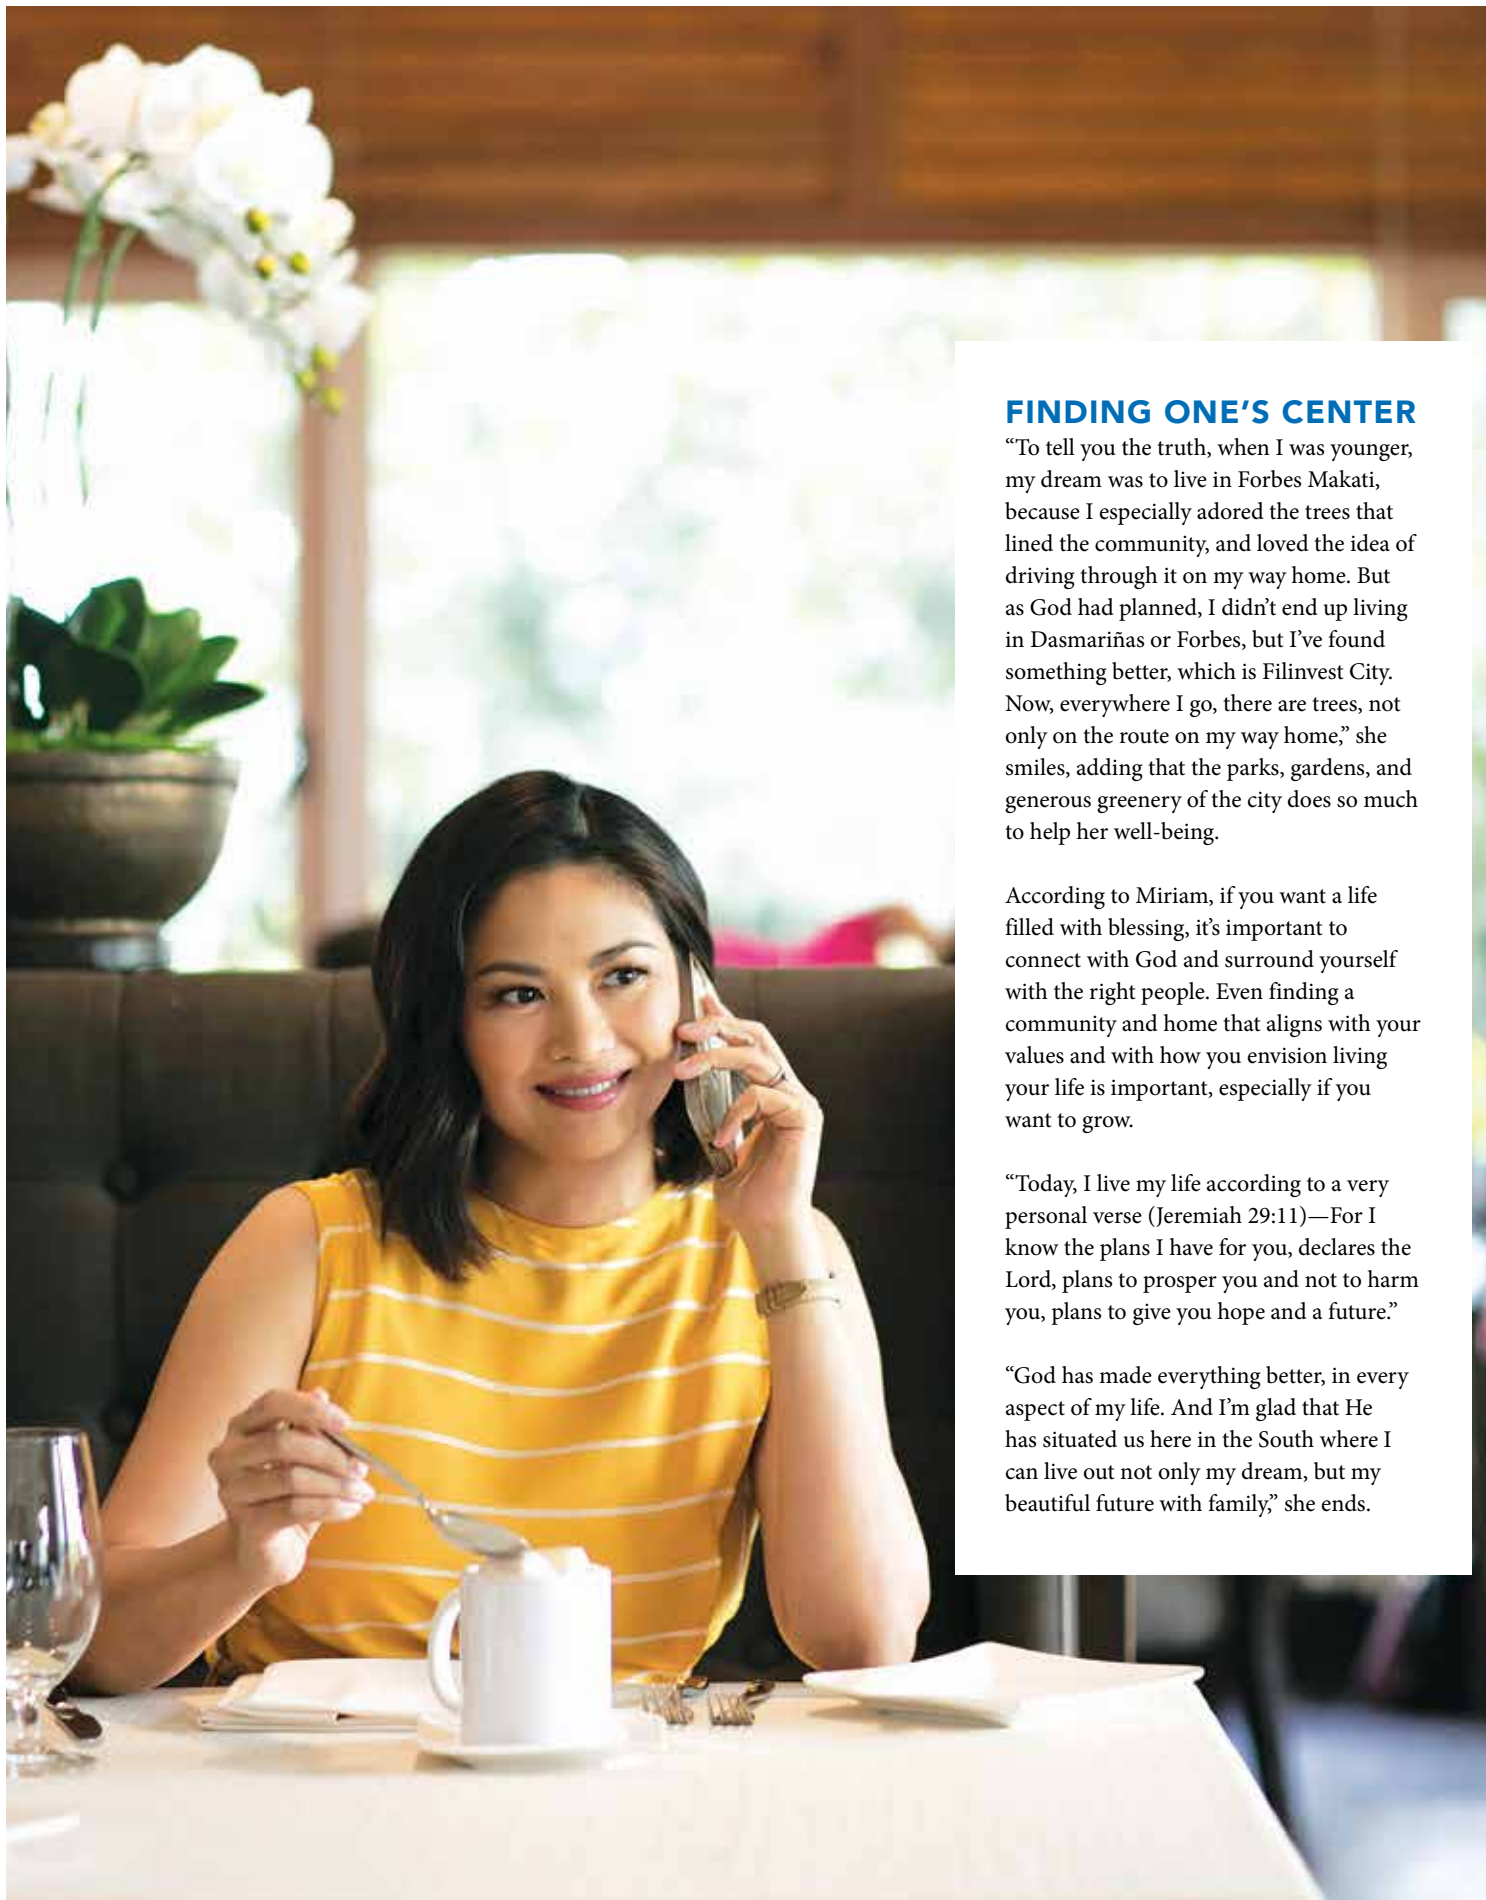 FINDING ONE’S CENTER
“To tell you the truth, when I was younger,
my dream was to live in Forbes Makati,
because I especially adored the trees that
lined the community, and loved the idea of
driving through it on my way home. But
as God had planned, I didn’t end up living
in Dasmariñas or Forbes, but I’ve found
something better, which is Filinvest City.
Now, everywhere I go, there are trees, not
only on the route on my way home,” she
smiles, adding that the parks, gardens, and
generous greenery of the city does so much
to help her well-being.
According to Miriam, if you want a life
filled with blessing, it’s important to
connect with God and surround yourself
with the right people. Even finding a
community and home that aligns with your
values and with how you envision living
your life is important, especially if you
want to grow.
“Today, I live my life according to a very
personal verse (Jeremiah 29:11)—For I
know the plans I have for you, declares the
Lord, plans to prosper you and not to harm
you, plans to give you hope and a future.”
“God has made everything better, in every
aspect of my life. And I’m glad that He
has situated us here in the South where I
can live out not only my dream, but my
beautiful future with family,” she ends.